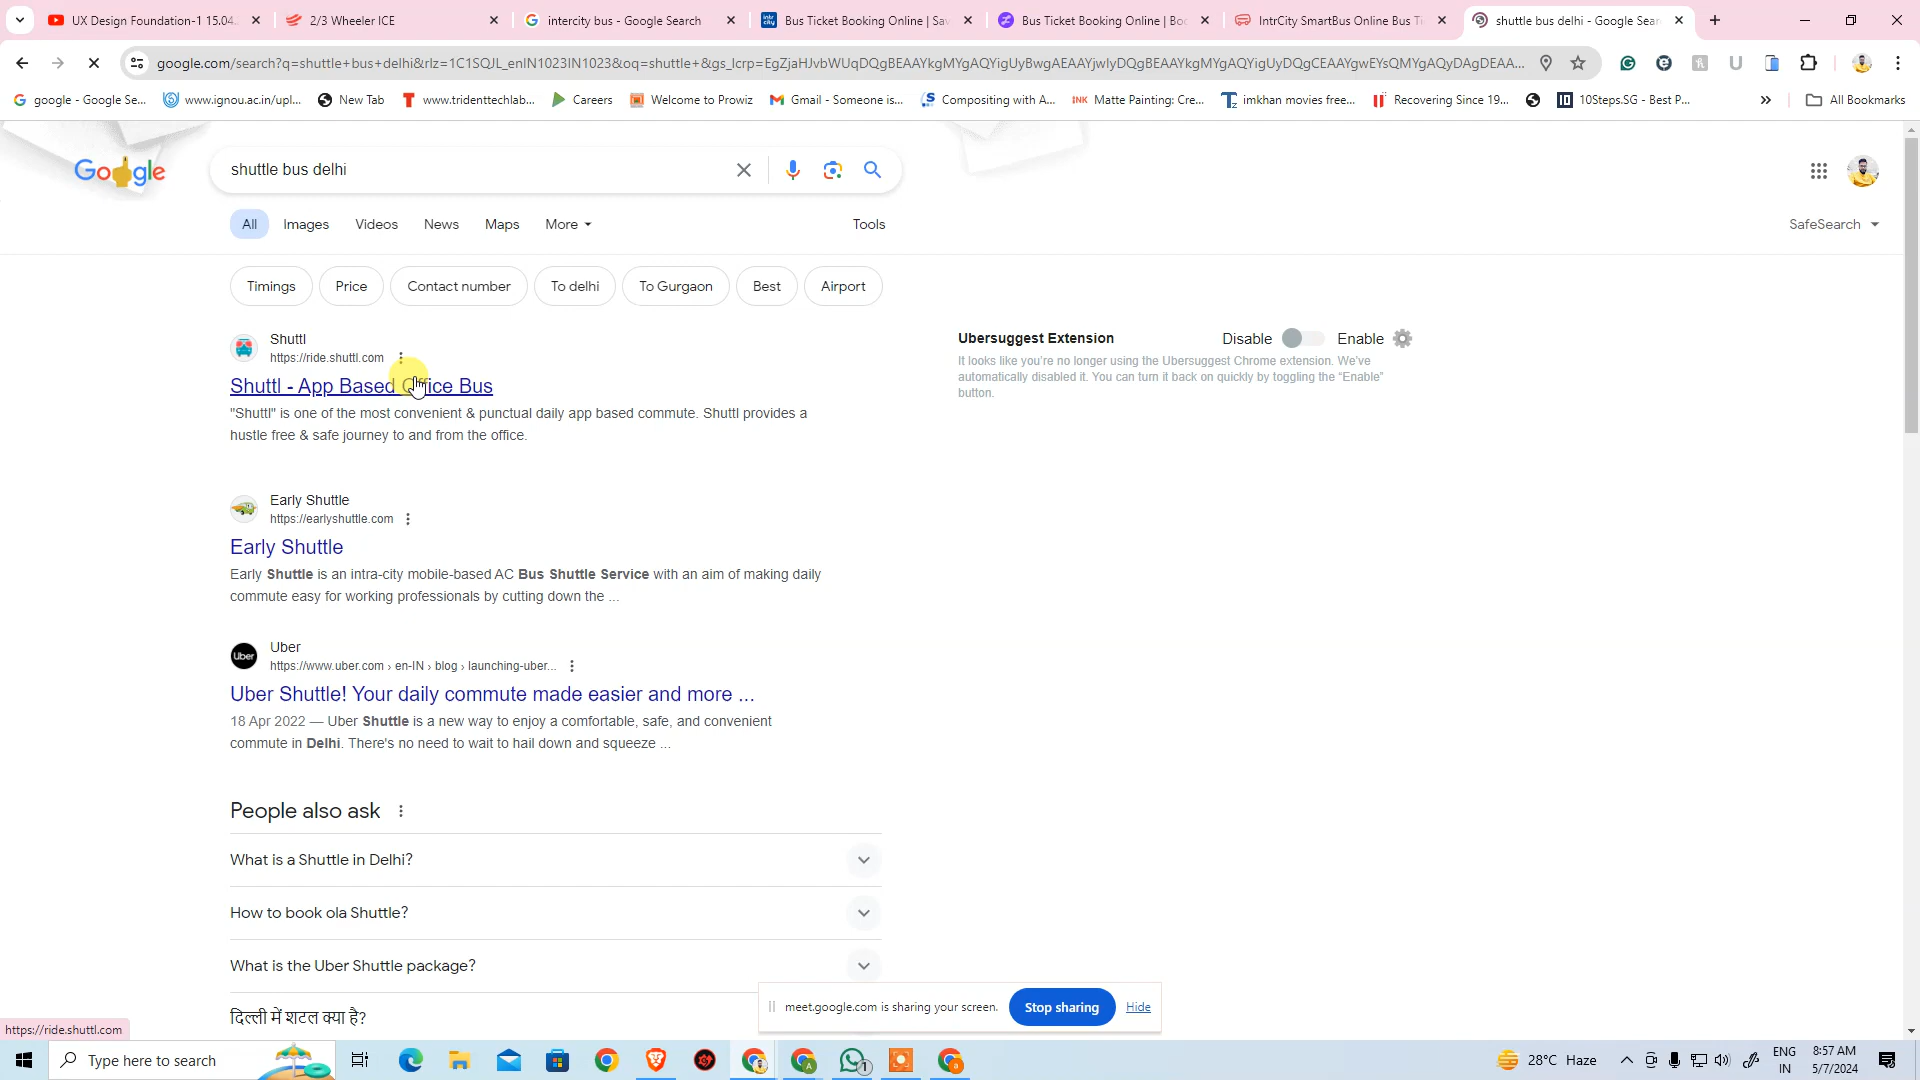 UX Design Foundation-1 15.04.
2/3 Wheeler ICE
intercity bus - Google Search
Bus Ticket Booking Online | Sav
Bus Ticket Booking Online | Boo
IntrCity SmartBus Online Bus Ti
shuttle bus delhi - Google Sear
google.com/search?q=shuttle+bus+delhi&rlz=1C1SQJL_enIN1023IN1023&oq=shuttle+&gs_lcrp=EgZjaHJvbWUqDQgBEAAYkgMYgAQYigUyBwgAEAAYjwIyDQgBEAAYkgMYgAQYigUyDQgCEAAYgwEYsQMYgAQyDAgDEAA...
google - Google Se...
www.ignou.ac.in/upl...
New Tab
www.tridenttechlab...
Careers
Welcome to Prowiz
Gmail - Someone is...
Compositing with A...
Matte Painting: Cre...
imkhan movies free...
Recovering Since 19...
10Steps.SG - Best P...
All Bookmarks
shuttle bus delhi
All
Images
Videos
News
Maps
More
Tools
SafeSearch
Timings
Price
Contact number
To delhi
To Gurgaon
Best
Airport
Shuttl
https://ride.shuttl.com
Shuttl - App Based Office Bus
"Shuttl" is one of the most convenient & punctual daily app based commute. Shuttl provides a
hustle free & safe journey to and from the office.
Ubersuggest Extension
Disable
Enable
It looks like you're no longer using the Ubersuggest Chrome extension. We've
automatically disabled it. You can turn it back on quickly by toggling the "Enable"
button.
Early Shuttle
https://earlyshuttle.com
Early Shuttle
Early Shuttle is an intra-city mobile-based AC Bus Shuttle Service with an aim of making daily
commute easy for working professionals by cutting down the ...
Uber
Uber
https://www.uber.com › en-IN › blog › launching-uber...
Uber Shuttle! Your daily commute made easier and more ...
18 Apr 2022 — Uber Shuttle is a new way to enjoy a comfortable, safe, and convenient
commute in Delhi. There's no need to wait to hail down and squeeze ...
People also ask
What is a Shuttle in Delhi?
How to book ola Shuttle?
What is the Uber Shuttle package?
दिल्ली में शटल क्या है?
meet.google.com is sharing your screen.
Stop sharing
Hide
https://ride.shuttl.com
Type here to search
1
28°C Haze
ENG
IN
8:57 AM
5/7/2024